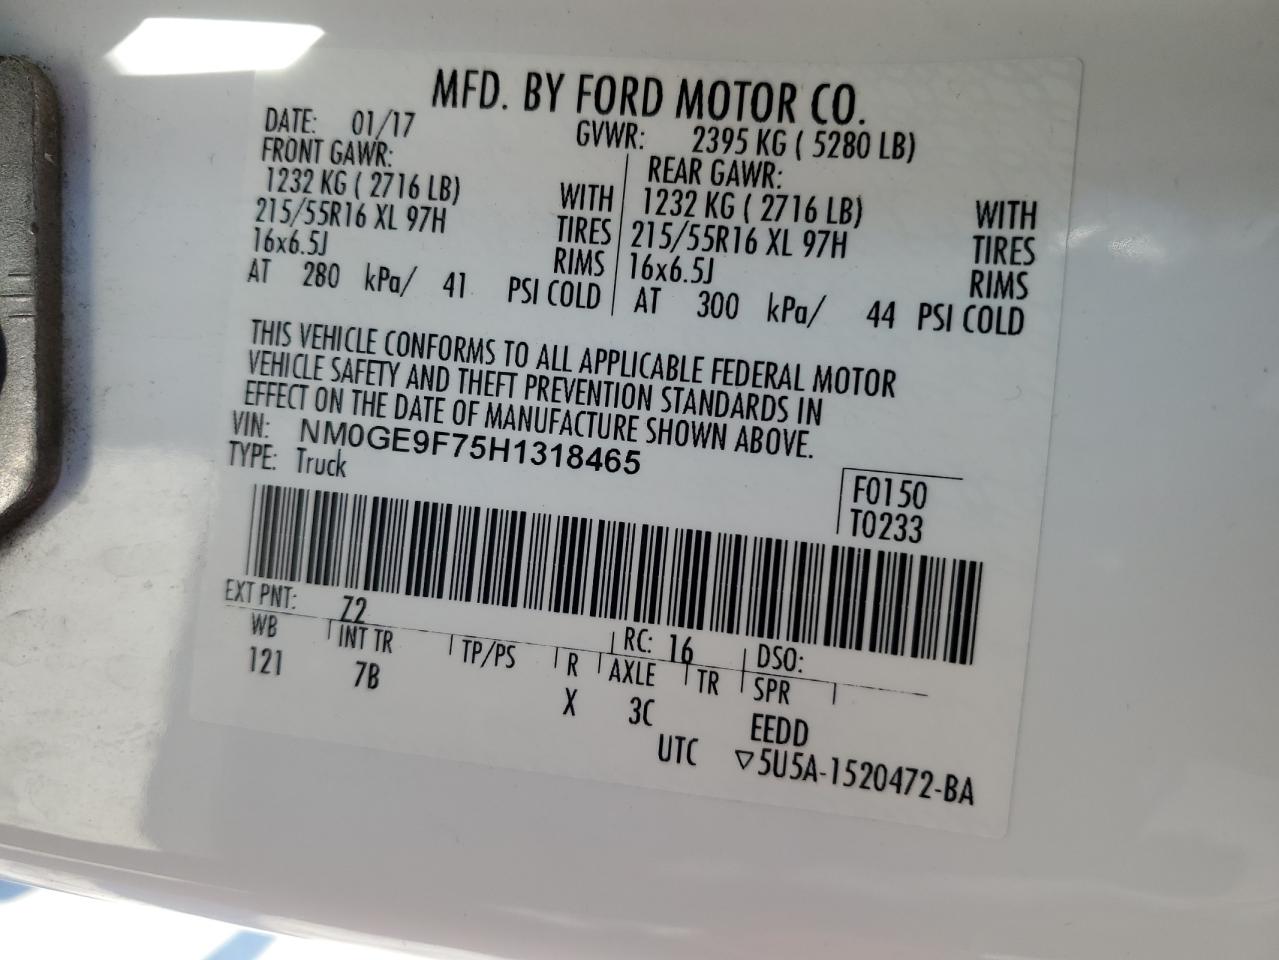 MFD. BY FORD MOTOR CO.
DATE: 01/17 GVWR: 2395 KG ( 5280 LB)
FRONT GAWR: REAR GAWR:
1232 KG ( 2716 LB) WITH 1232 KG ( 2716 LB) WITH
215/55R16 XL 97H TIRES 215/55R16 XL 97H TIRES
16x6.5J RIMS 16x6.5J RIMS
AT 280 kPa/ 41 PSI COLD AT 300 kPa/ 44 PSI COLD
THIS VEHICLE CONFORMS TO ALL APPLICABLE FEDERAL MOTOR
VEHICLE SAFETY AND THEFT PREVENTION STANDARDS IN
EFFECT ON THE DATE OF MANUFACTURE SHOWN ABOVE.
VIN: NM0GE9F75H1318465
TYPE: Truck
F0150
T0233
EXT PNT: Z2 RC: 16 DSO:
WB INT TR TP/PS R AXLE TR SPR
121 7B X 3C EEDD
UTC ▽5U5A-1520472-BA